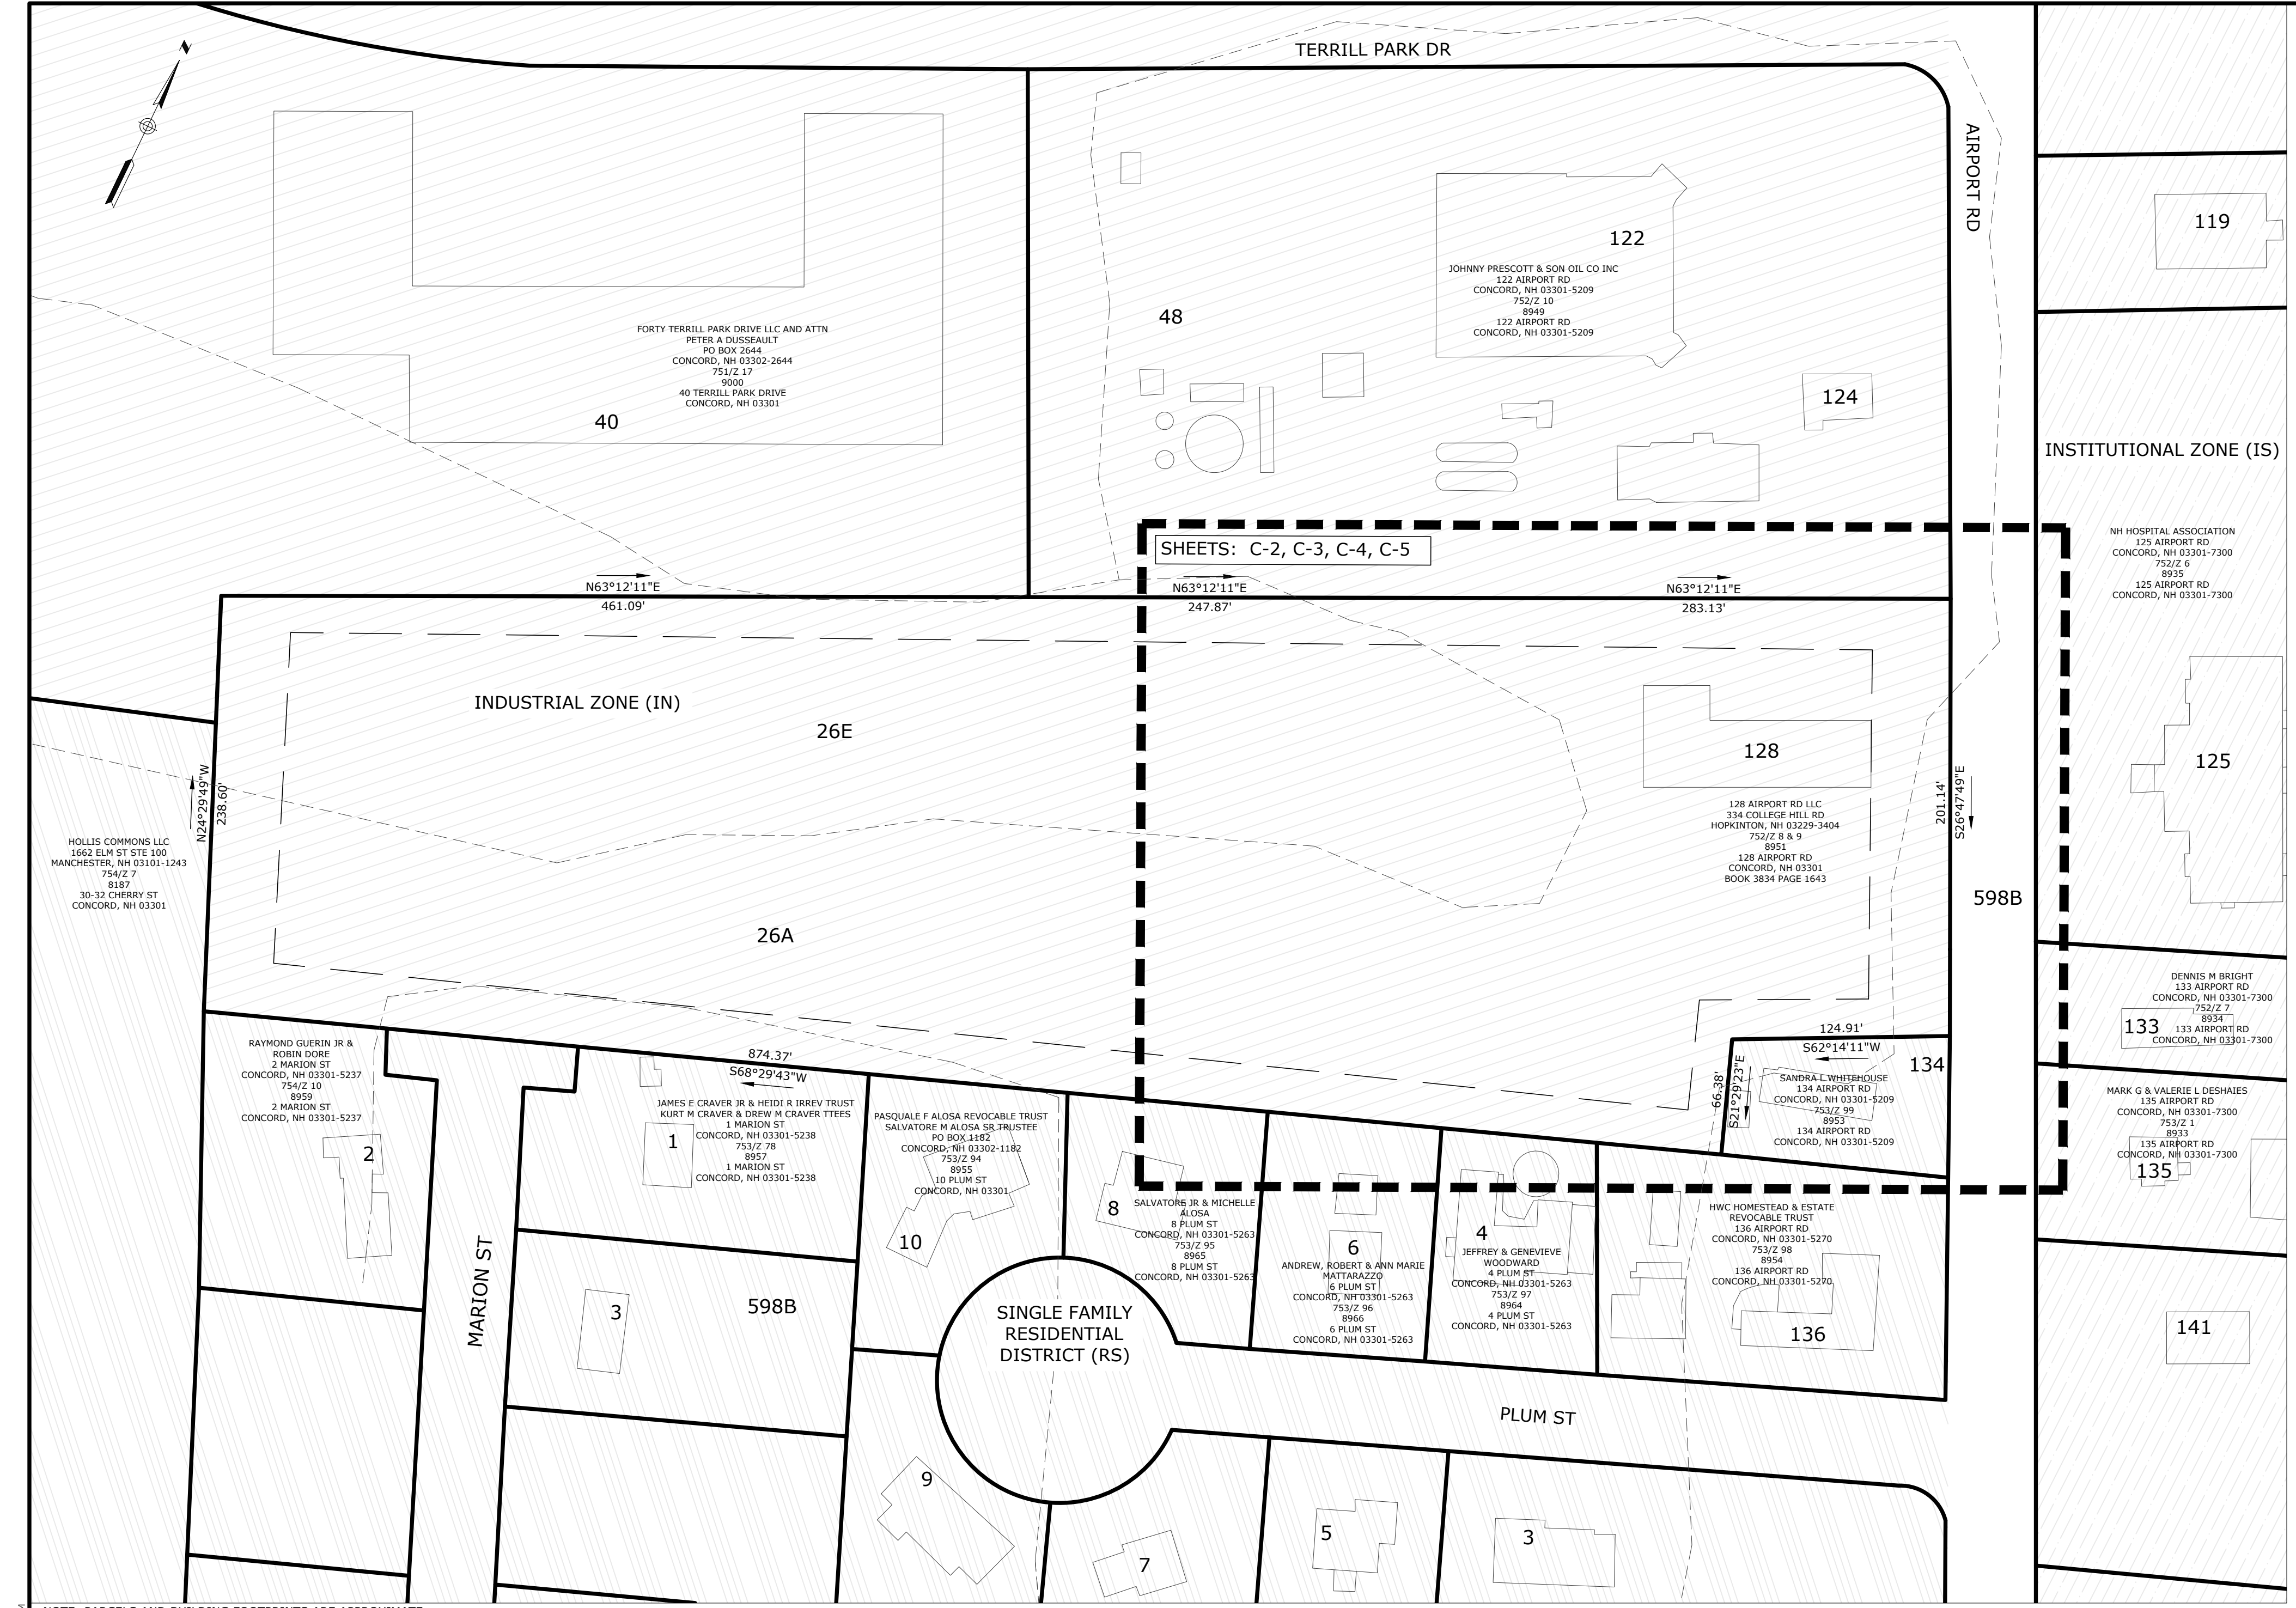 TERRILL PARK DR
AIRPORT RD
119
122
JOHNNY PRESCOTT & SON OIL CO INC
122 AIRPORT RD
CONCORD, NH 03301-5209
752/Z 10
8949
122 AIRPORT RD
CONCORD, NH 03301-5209
48
FORTY TERRILL PARK DRIVE LLC AND ATTN
PETER A DUSSEAULT
PO BOX 2644
CONCORD, NH 03302-2644
751/Z 17
9000
40 TERRILL PARK DRIVE
CONCORD, NH 03301
40
124
INSTITUTIONAL ZONE (IS)
NH HOSPITAL ASSOCIATION
125 AIRPORT RD
CONCORD, NH 03301-7300
752/Z 6
8935
125 AIRPORT RD
CONCORD, NH 03301-7300
SHEETS: C-2, C-3, C-4, C-5
N63°12'11"E
461.09'
N63°12'11"E
247.87'
N63°12'11"E
283.13'
INDUSTRIAL ZONE (IN)
26E
128
125
128 AIRPORT RD LLC
334 COLLEGE HILL RD
HOPKINTON, NH 03229-3404
752/Z 8 & 9
8951
128 AIRPORT RD
CONCORD, NH 03301
BOOK 3834 PAGE 1643
201.14'
S26°47'49"E
N24°29'49"W
238.60'
HOLLIS COMMONS LLC
1662 ELM ST STE 100
MANCHESTER, NH 03101-1243
754/Z 7
8187
30-32 CHERRY ST
CONCORD, NH 03301
598B
26A
DENNIS M BRIGHT
133 AIRPORT RD
CONCORD, NH 03301-7300
752/Z 7
8934
133 AIRPORT RD
CONCORD, NH 03301-7300
133
124.91'
S62°14'11"W
134
66.38'
S21°29'23"E
SANDRA L WHITEHOUSE
134 AIRPORT RD
CONCORD, NH 03301-5209
753/Z 99
8953
134 AIRPORT RD
CONCORD, NH 03301-5209
874.37'
S68°29'43"W
RAYMOND GUERIN JR &
ROBIN DORE
2 MARION ST
CONCORD, NH 03301-5237
754/Z 10
8959
2 MARION ST
CONCORD, NH 03301-5237
2
JAMES E CRAVER JR & HEIDI R IRREV TRUST
KURT M CRAVER & DREW M CRAVER TTEES
1 MARION ST
CONCORD, NH 03301-5238
753/Z 78
8957
1 MARION ST
CONCORD, NH 03301-5238
1
PASQUALE F ALOSA REVOCABLE TRUST
SALVATORE M ALOSA SR TRUSTEE
PO BOX 1182
CONCORD, NH 03302-1182
753/Z 94
8955
10 PLUM ST
CONCORD, NH 03301
10
MARK G & VALERIE L DESHAIES
135 AIRPORT RD
CONCORD, NH 03301-7300
753/Z 1
8933
135 AIRPORT RD
CONCORD, NH 03301-7300
135
8
SALVATORE JR & MICHELLE
ALOSA
8 PLUM ST
CONCORD, NH 03301-5263
753/Z 95
8965
8 PLUM ST
CONCORD, NH 03301-5263
6
ANDREW, ROBERT & ANN MARIE
MATTARAZZO
6 PLUM ST
CONCORD, NH 03301-5263
753/Z 96
8966
6 PLUM ST
CONCORD, NH 03301-5263
4
JEFFREY & GENEVIEVE
WOODWARD
4 PLUM ST
CONCORD, NH 03301-5263
753/Z 97
8964
4 PLUM ST
CONCORD, NH 03301-5263
HWC HOMESTEAD & ESTATE
REVOCABLE TRUST
136 AIRPORT RD
CONCORD, NH 03301-5270
753/Z 98
8954
136 AIRPORT RD
CONCORD, NH 03301-5270
136
141
MARION ST
3
598B
SINGLE FAMILY
RESIDENTIAL
DISTRICT (RS)
PLUM ST
9
7
5
3
NOTE: PARCELS AND BUILDING FOOTPRINTS ARE APPROXIMATE